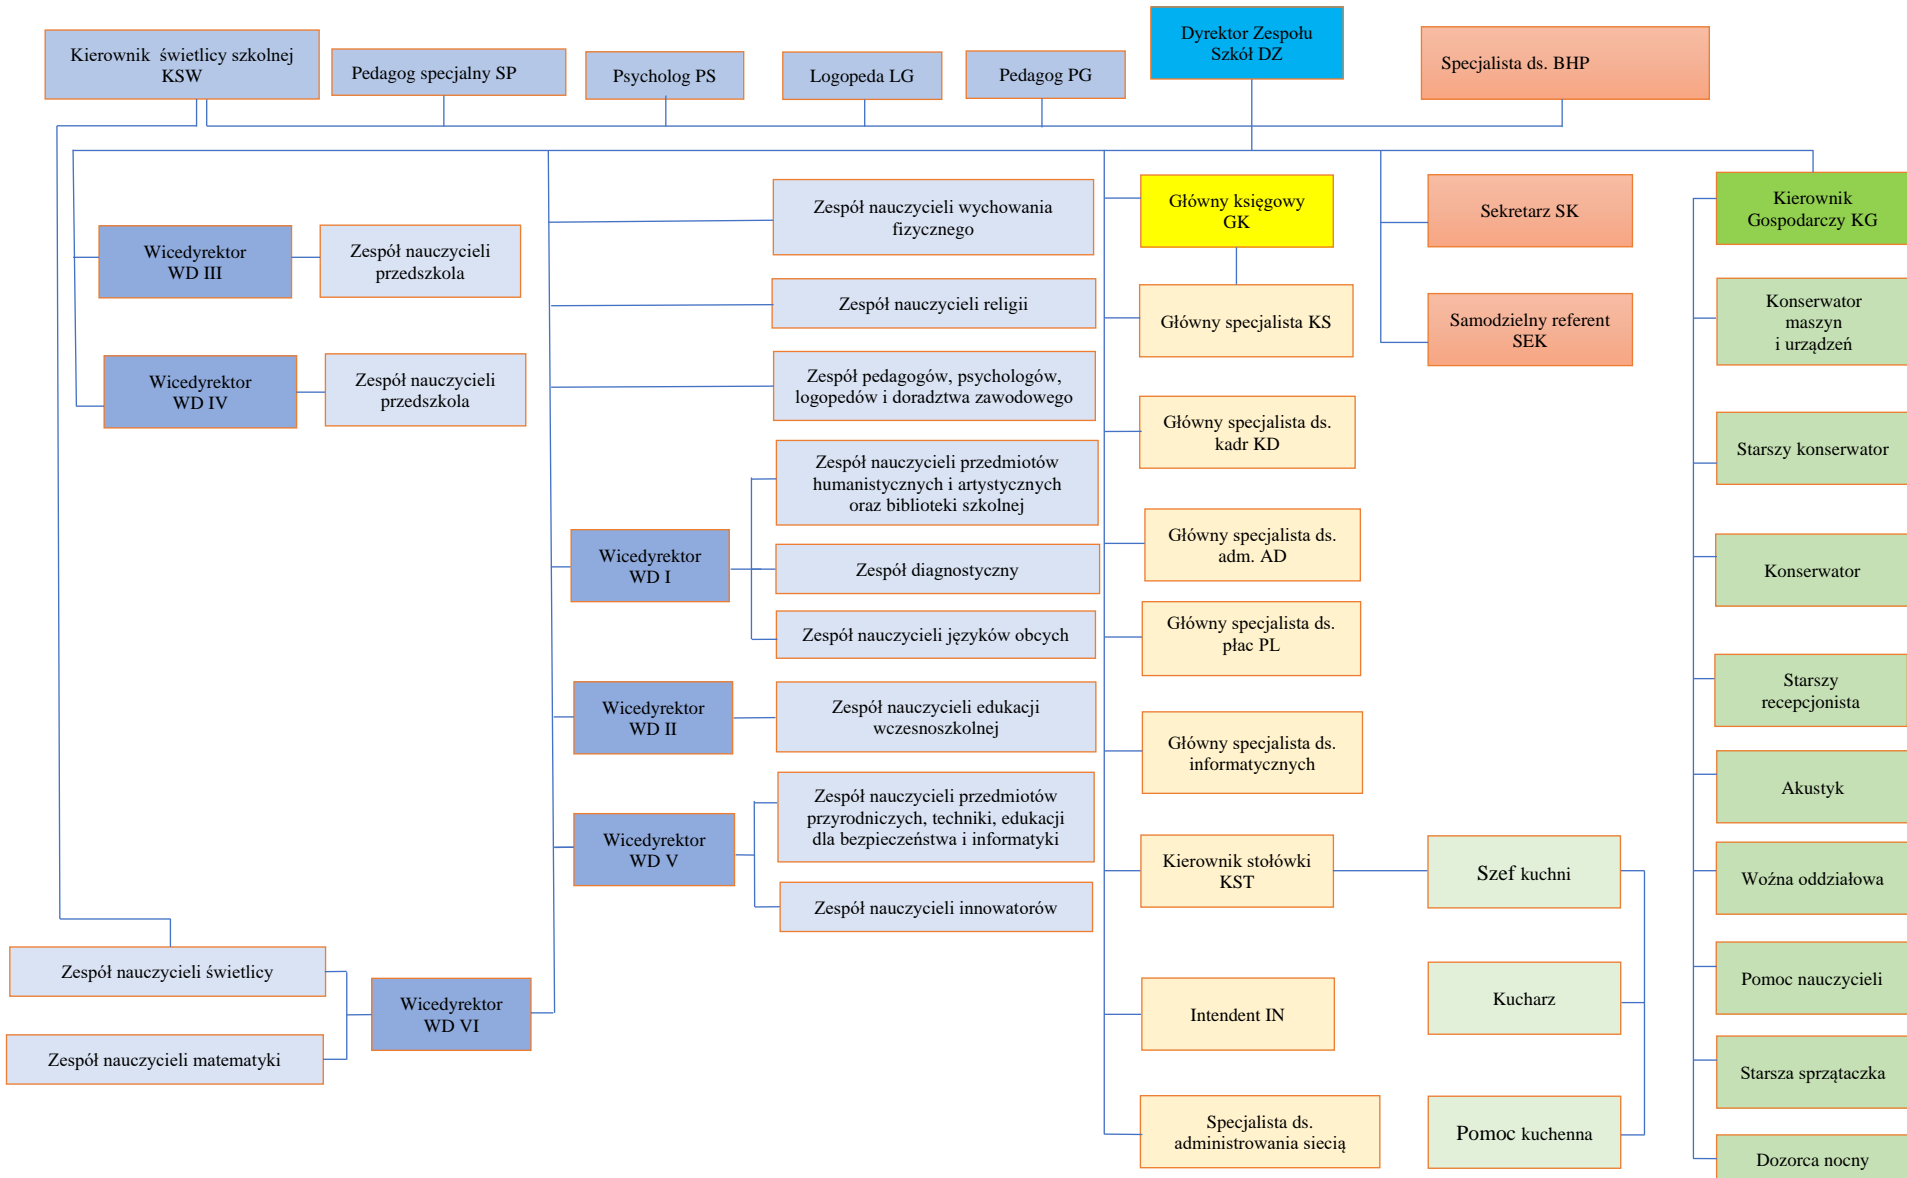 Kierownik świetlicy szkolnej
KSW
Pedagog specjalny SP
Psycholog PS
Logopeda LG
Pedagog PG
Dyrektor Zespołu
Szkół DZ
Specjalista ds. BHP
Wicedyrektor
WD III
Zespół nauczycieli
przedszkola
Wicedyrektor
WD IV
Zespół nauczycieli
przedszkola
Zespół nauczycieli wychowania
fizycznego
Zespół nauczycieli religii
Zespół pedagogów, psychologów,
logopedów i doradztwa zawodowego
Wicedyrektor
WD I
Zespół nauczycieli przedmiotów
humanistycznych i artystycznych
oraz biblioteki szkolnej
Zespół diagnostyczny
Zespół nauczycieli języków obcych
Wicedyrektor
WD II
Zespół nauczycieli edukacji
wczesnoszkolnej
Wicedyrektor
WD V
Zespół nauczycieli przedmiotów
przyrodniczych, techniki, edukacji
dla bezpieczeństwa i informatyki
Zespół nauczycieli innowatorów
Zespół nauczycieli świetlicy
Zespół nauczycieli matematyki
Wicedyrektor
WD VI
Główny księgowy
GK
Główny specjalista KS
Główny specjalista ds.
kadr KD
Główny specjalista ds.
adm. AD
Główny specjalista ds.
płac PL
Główny specjalista ds.
informatycznych
Kierownik stołówki
KST
Intendent IN
Specjalista ds.
administrowania siecią
Sekretarz SK
Samodzielny referent
SEK
Szef kuchni
Kucharz
Pomoc kuchenna
Kierownik
Gospodarczy KG
Konserwator
maszyn
i urządzeń
Starszy konserwator
Konserwator
Starszy
recepcjonista
Akustyk
Woźna oddziałowa
Pomoc nauczycieli
Starsza sprzątaczka
Dozorca nocny